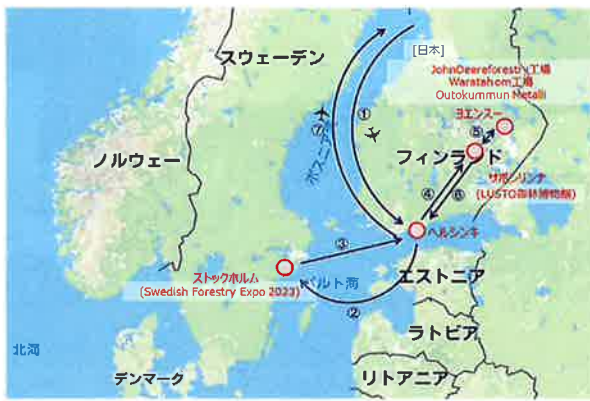 スウェーデン
[日本]
JohnDeereforestry工場
Waratahom工場
Outokummun Metalli
ヨエンスー
①
⑦
⑤
ボスニア
ノルウェー
フィンランド
サボンリンナ
(LUSTO森林博物館)
④
⑥
ヘルシンキ
③
ストックホルム
(Swedish Forestry Expo 2023)
バルト海
エストニア
②
ラトビア
北海
デンマーク
リトアニア